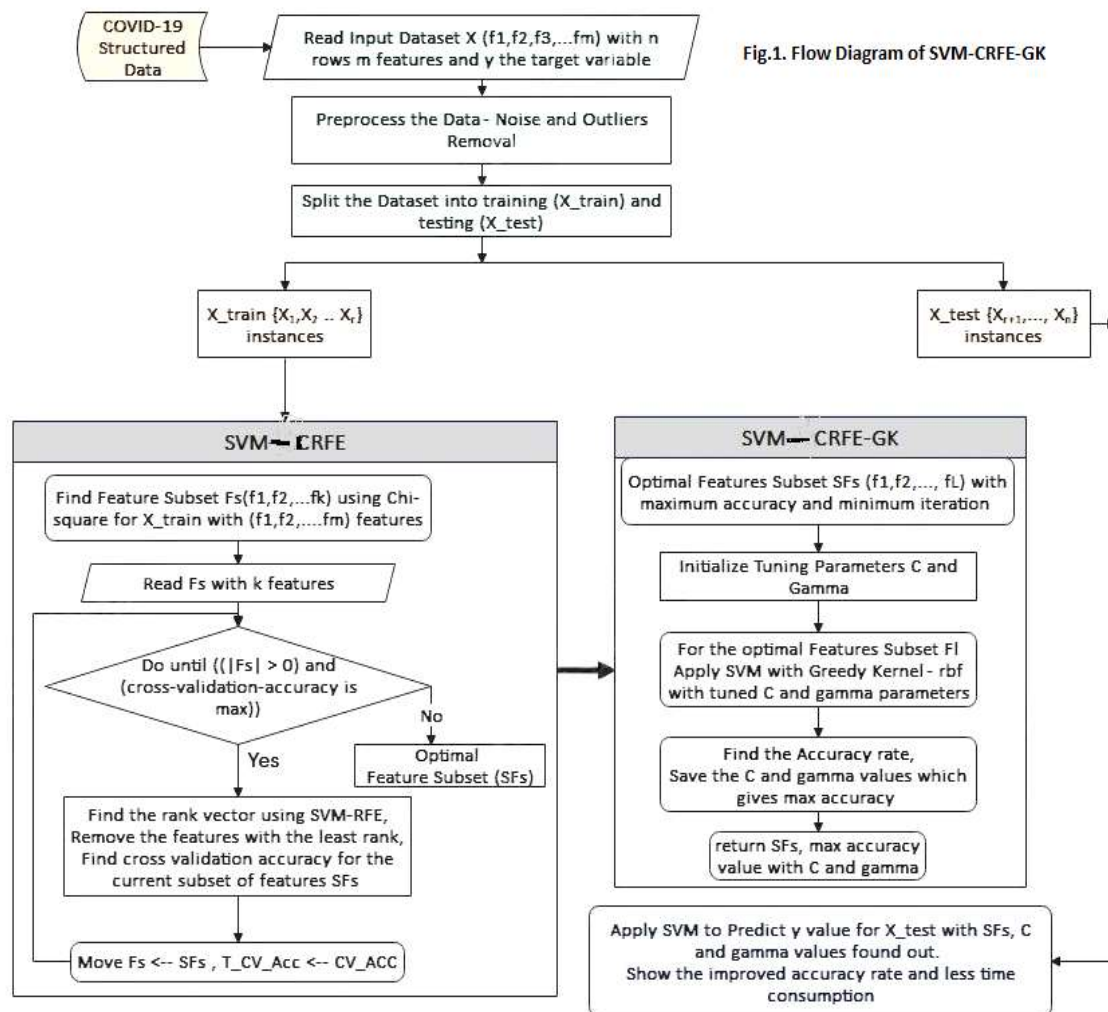 COVID-19
Structured
Data
Read Input Dataset X (f1,f2,f3,...fm) with n
rows m features and y the target variable
Fig.1. Flow Diagram of SVM-CRFE-GK
Preprocess the Data - Noise and Outliers
Removal
Split the Dataset into training (X_train) and
testing (X_test)
X_train {X₁,X₂ .. Xᵣ}
instances
X_test {Xᵣ₊₁,..., Xₙ}
instances
SVM— CRFE
Find Feature Subset Fs(f1,f2,...fk) using Chi-
square for X_train with (f1,f2,....fm) features
Read Fs with k features
Do until ((|Fs| > 0) and
(cross-validation-accuracy is
max))
No
Yes
Optimal
Feature Subset (SFs)
Find the rank vector using SVM-RFE,
Remove the features with the least rank,
Find cross validation accuracy for the
current subset of features SFs
Move Fs <-- SFs , T_CV_Acc <-- CV_ACC
SVM— CRFE-GK
Optimal Features Subset SFs (f1,f2,..., fL) with
maximum accuracy and minimum iteration
Initialize Tuning Parameters C and
Gamma
For the optimal Features Subset Fl
Apply SVM with Greedy Kernel - rbf
with tuned C and gamma parameters
Find the Accuracy rate,
Save the C and gamma values which
gives max accuracy
return SFs, max accuracy
value with C and gamma
Apply SVM to Predict y value for X_test with SFs, C
and gamma values found out.
Show the improved accuracy rate and less time
consumption